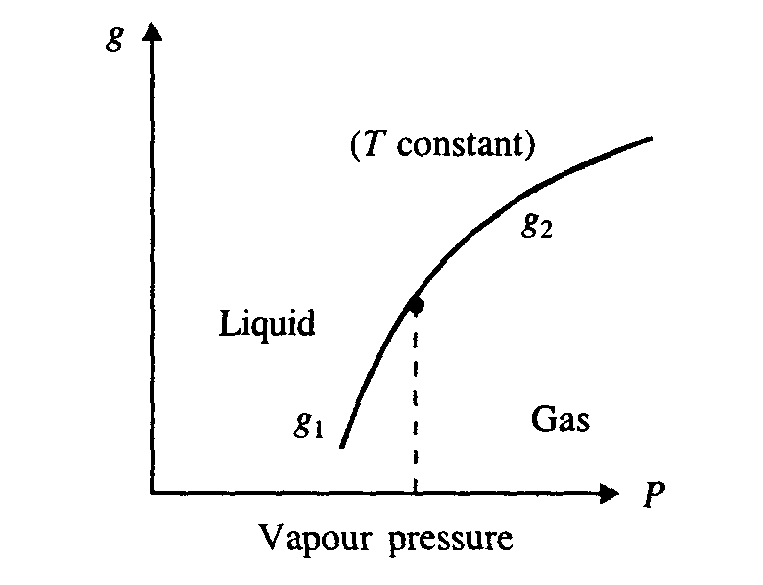 g
(T constant)
g2
Liquid
g1
Gas
P
Vapour pressure